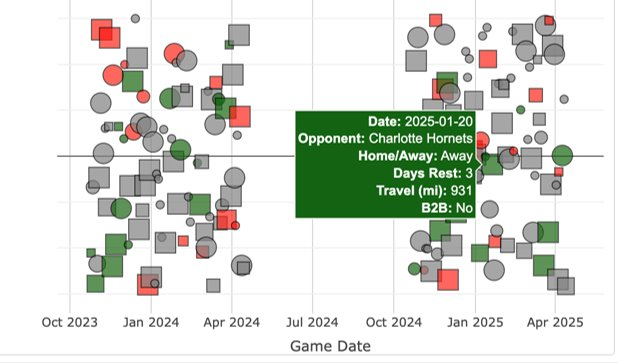 Date: 2025-01-20
Opponent: Charlotte Hornets
Home/Away: Away
Days Rest: 3
Travel (mi): 931
B2B: No
Oct 2023 Jan 2024 Apr 2024 Jul 2024 Oct 2024 Jan 2025 Apr 2025
Game Date